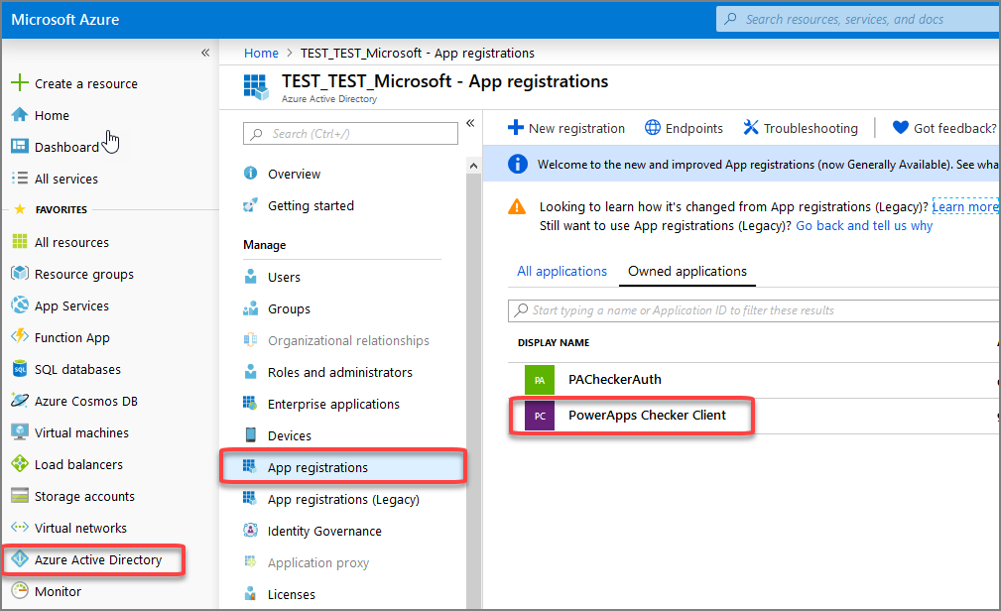 Microsoft Azure
Search resources, services, and docs
«
Create a resource
Home
Dashboard
All services
FAVORITES
All resources
Resource groups
App Services
Function App
SQL
SQL databases
Azure Cosmos DB
Virtual machines
Load balancers
Storage accounts
Virtual networks
Azure Active Directory
Monitor
Home > TEST_TEST_Microsoft - App registrations
TEST_TEST_Microsoft - App registrations
Azure Active Directory
Search (Ctrl+/)
«
Overview
Getting started
Manage
Users
Groups
Organizational relationships
Roles and administrators
Enterprise applications
Devices
App registrations
App registrations (Legacy)
Identity Governance
Application proxy
Licenses
New registration Endpoints Troubleshooting Got feedback?
Welcome to the new and improved App registrations (now Generally Available). See wha
Looking to learn how it's changed from App registrations (Legacy)? Learn more
Still want to use App registrations (Legacy)? Go back and tell us why
All applications Owned applications
Start typing a name or Application ID to filter these results
DISPLAY NAME
PA PACheckerAuth
PC PowerApps Checker Client